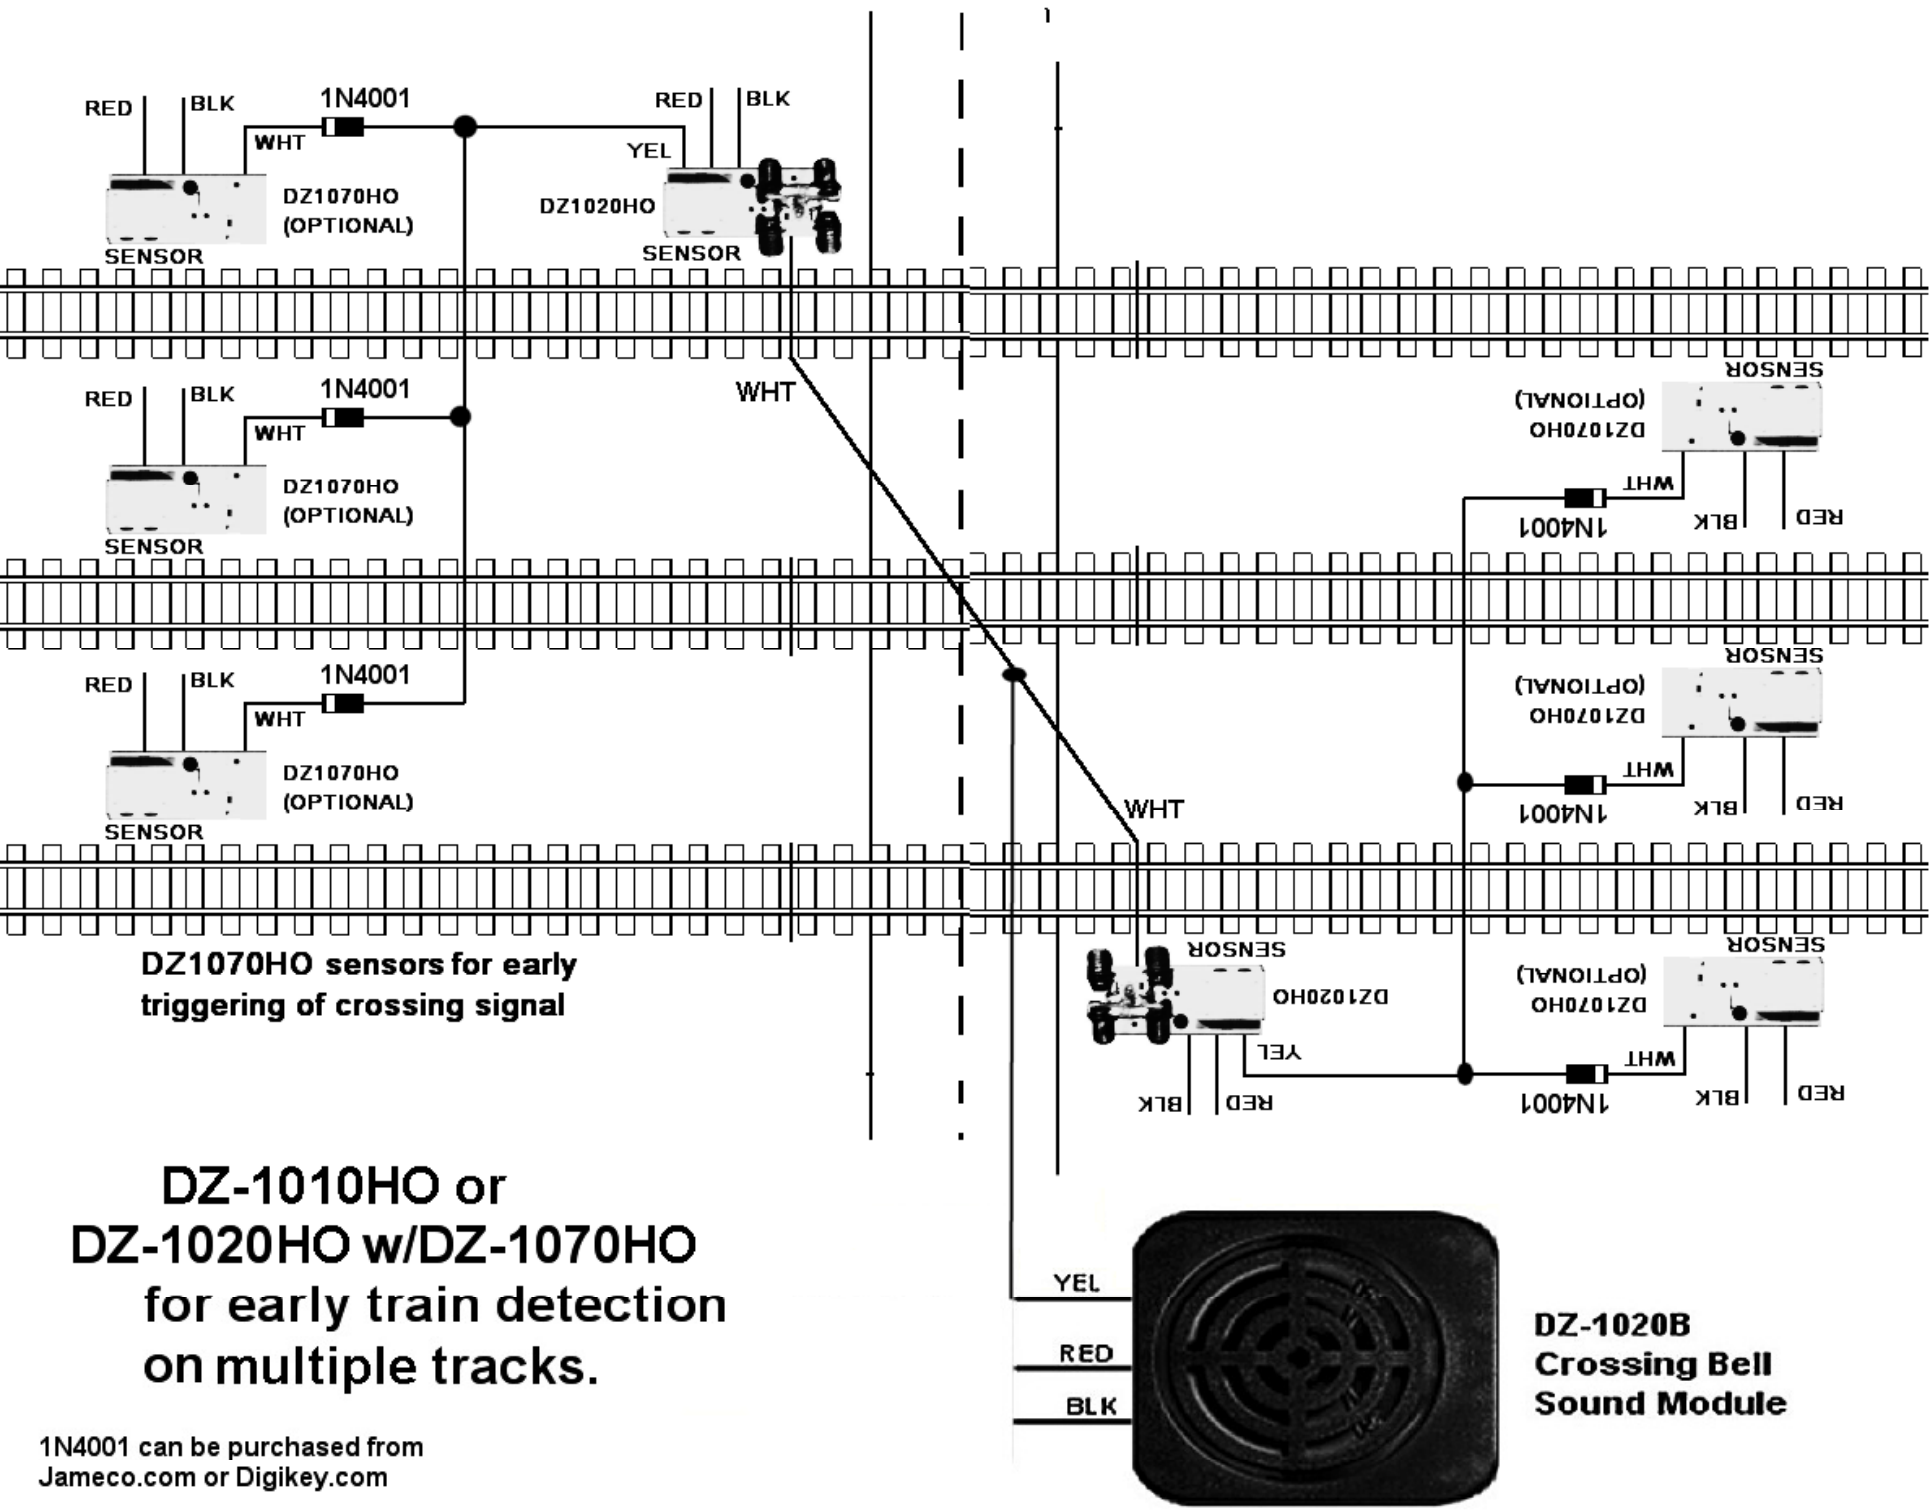 RED
BLK
1N4001
WHT
DZ1070HO
(OPTIONAL)
SENSOR
RED
BLK
YEL
DZ1020HO
SENSOR
WHT
RED
BLK
1N4001
WHT
DZ1070HO
(OPTIONAL)
SENSOR
SENSOR
(OPTIONAL)
DZ1070HO
WHT
1N4001
BLK
RED
RED
BLK
1N4001
WHT
DZ1070HO
(OPTIONAL)
SENSOR
SENSOR
(OPTIONAL)
DZ1070HO
WHT
1N4001
BLK
RED
WHT
DZ1070HO sensors for early
triggering of crossing signal
SENSOR
DZ1020HO
YEL
BLK
RED
SENSOR
(OPTIONAL)
DZ1070HO
WHT
1N4001
BLK
RED
DZ-1010HO or
DZ-1020HO w/DZ-1070HO
for early train detection
on multiple tracks.
YEL
RED
BLK
DZ-1020B
Crossing Bell
Sound Module
1N4001 can be purchased from
Jameco.com or Digikey.com